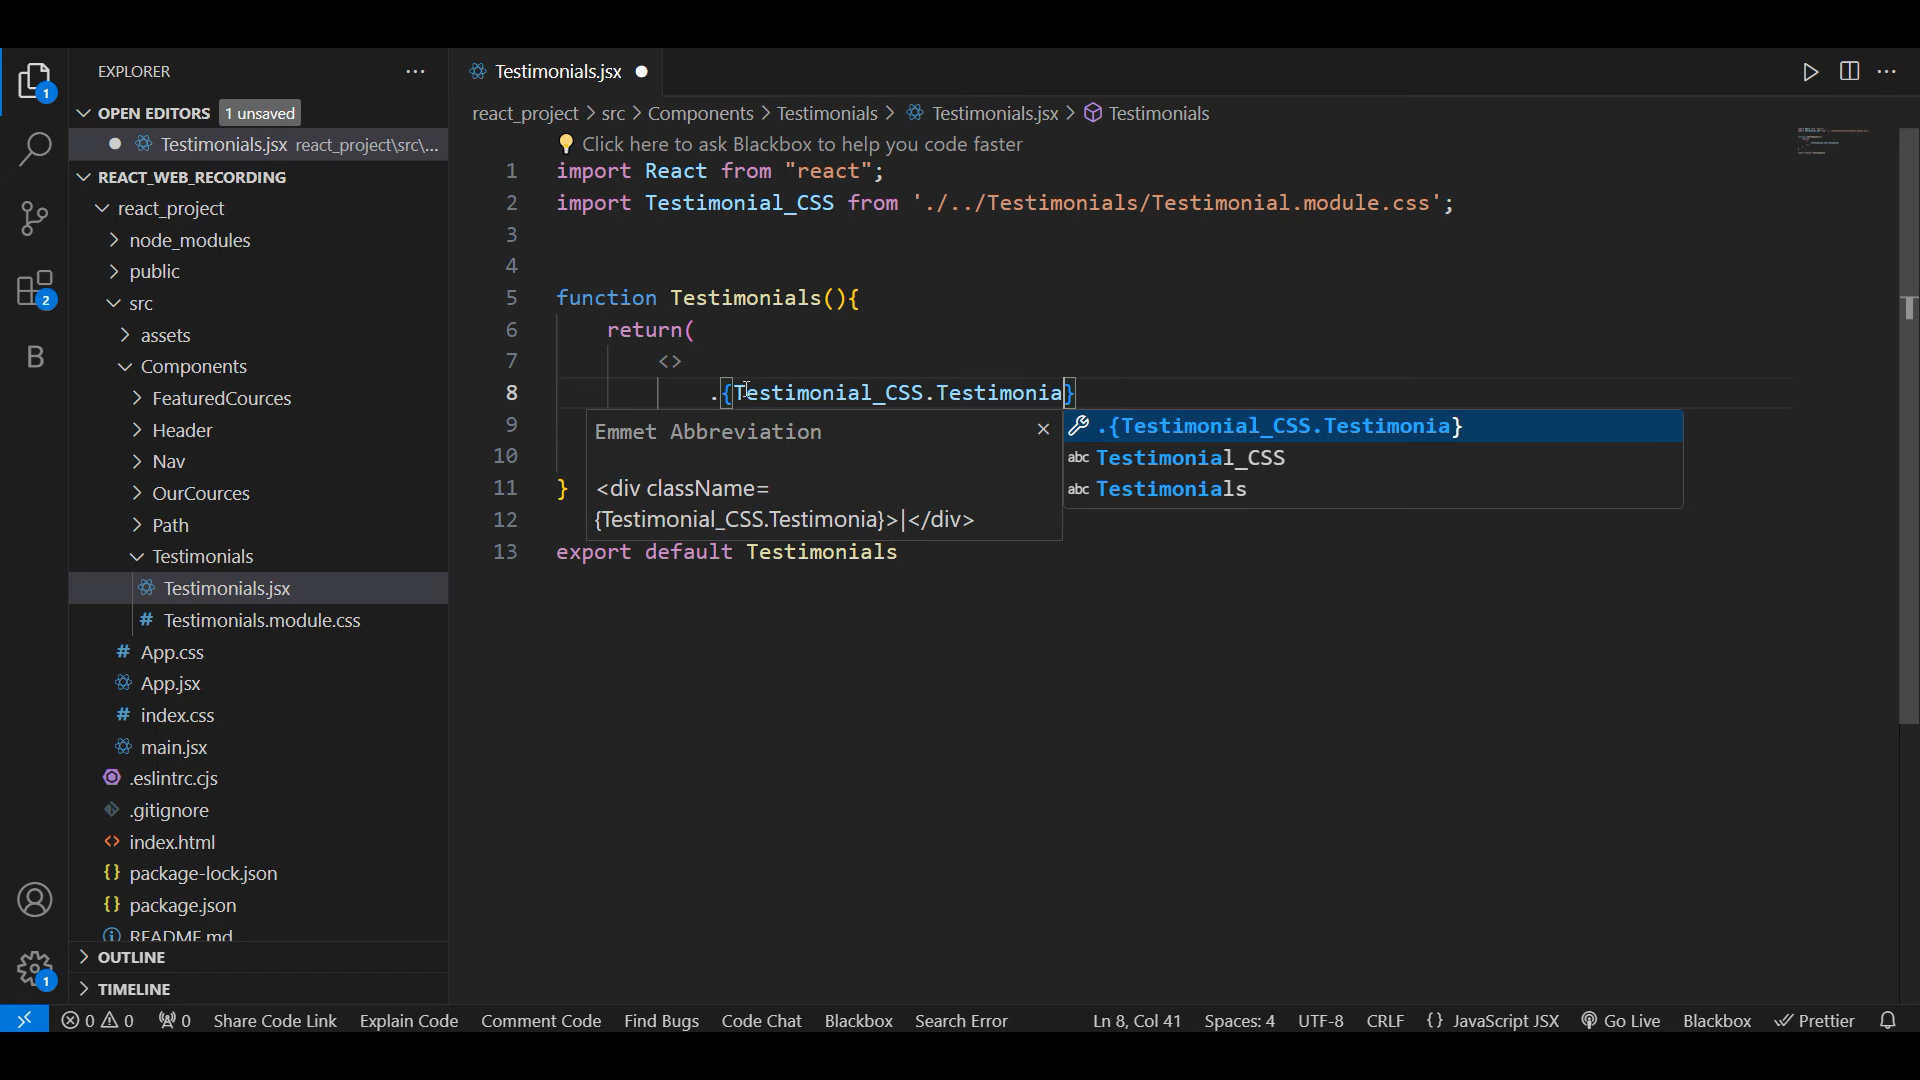 EXPLORER
OPEN EDITORS 1 unsaved
Testimonials.jsx react_project\src\...
REACT_WEB_RECORDING
react_project
node_modules
public
src
assets
Components
FeaturedCources
Header
Nav
OurCources
Path
Testimonials
Testimonials.jsx
Testimonials.module.css
App.css
App.jsx
index.css
main.jsx
.eslintrc.cjs
.gitignore
index.html
package-lock.json
package.json
README.md
OUTLINE
TIMELINE
1
2
B
1
Testimonials.jsx
react_project > src > Components > Testimonials > Testimonials.jsx > Testimonials
Click here to ask Blackbox to help you code faster
1 import React from "react";
2 import Testimonial_CSS from './../Testimonials/Testimonial.module.css';
3
4
5 function Testimonials(){
6 return(
7 <>
8 .{Testimonial_CSS.Testimonia}
9
10
11 }
12
13 export default Testimonials
Emmet Abbreviation
<div className=
{Testimonial_CSS.Testimonia}>|</div>
.{Testimonial_CSS.Testimonia}
abc Testimonial_CSS
abc Testimonials
0 0 0 Share Code Link Explain Code Comment Code Find Bugs Code Chat Blackbox Search Error Ln 8, Col 41 Spaces: 4 UTF-8 CRLF {} JavaScript JSX Go Live Blackbox Prettier